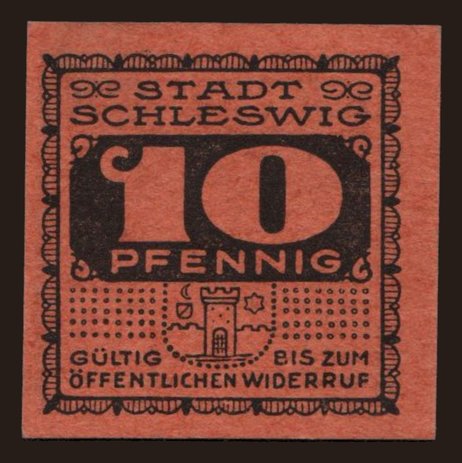 STADT
SCHLESWIG
10
PFENNIG
GÜLTIG BIS ZUM
ÖFFENTLICHEN WIDERRUF